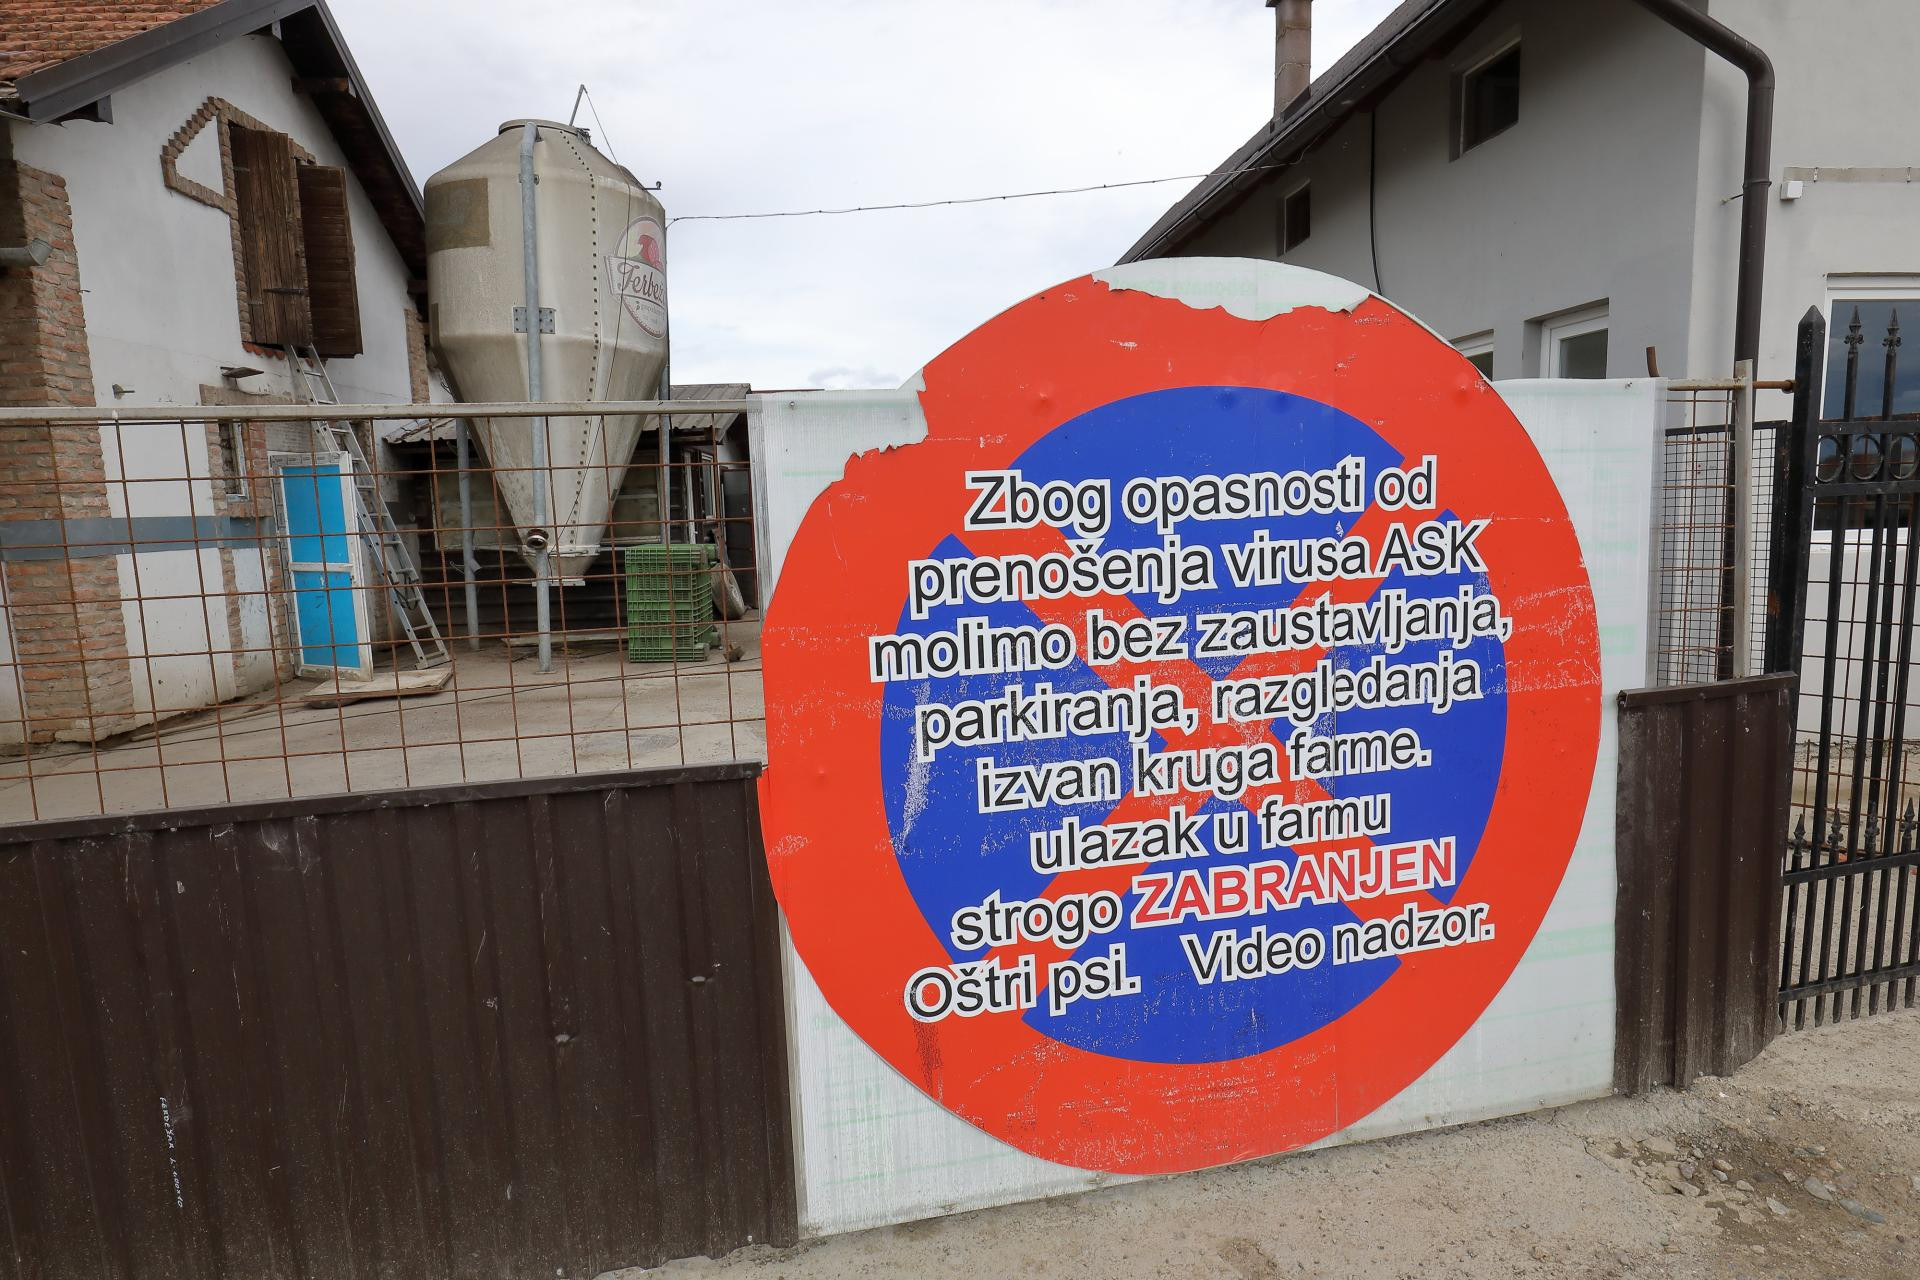 Zbog opasnosti od
prenošenja virusa ASK
molimo bez zaustavljanja,
parkiranja, razgledanja
izvan kruga farme.
ulazak u farmu
strogo ZABRANJEN
Oštri psi. Video nadzor.